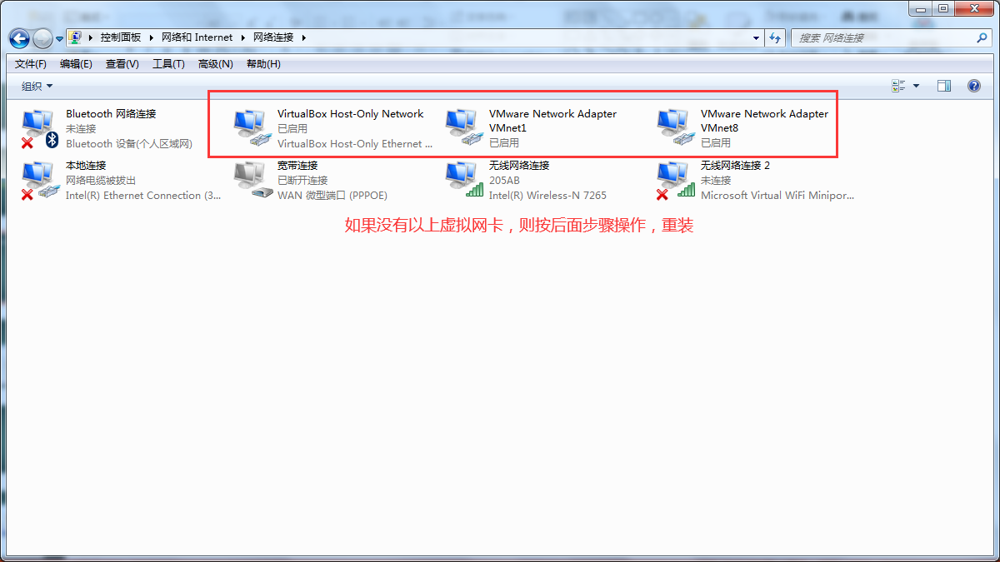 控制面板 网络和 Internet 网络连接
搜索 网络连接
文件(F) 编辑(E) 查看(V) 工具(T) 高级(N) 帮助(H)
组织
Bluetooth 网络连接
未连接
Bluetooth 设备(个人区域网)
VirtualBox Host-Only Network
已启用
VirtualBox Host-Only Ethernet ...
VMware Network Adapter
VMnet1
已启用
VMware Network Adapter
VMnet8
已启用
本地连接
网络电缆被拔出
Intel(R) Ethernet Connection (3...
宽带连接
已断开连接
WAN 微型端口 (PPPOE)
无线网络连接
205AB
Intel(R) Wireless-N 7265
无线网络连接 2
未连接
Microsoft Virtual WiFi Minipor...
如果没有以上虚拟网卡，则按后面步骤操作，重装